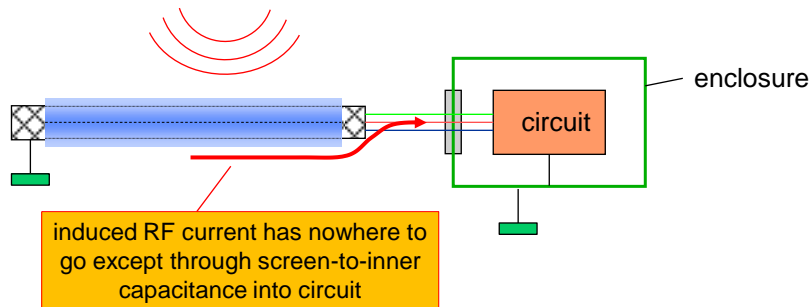 enclosure
circuit
induced RF current has nowhere to
go except through screen-to-inner
capacitance into circuit